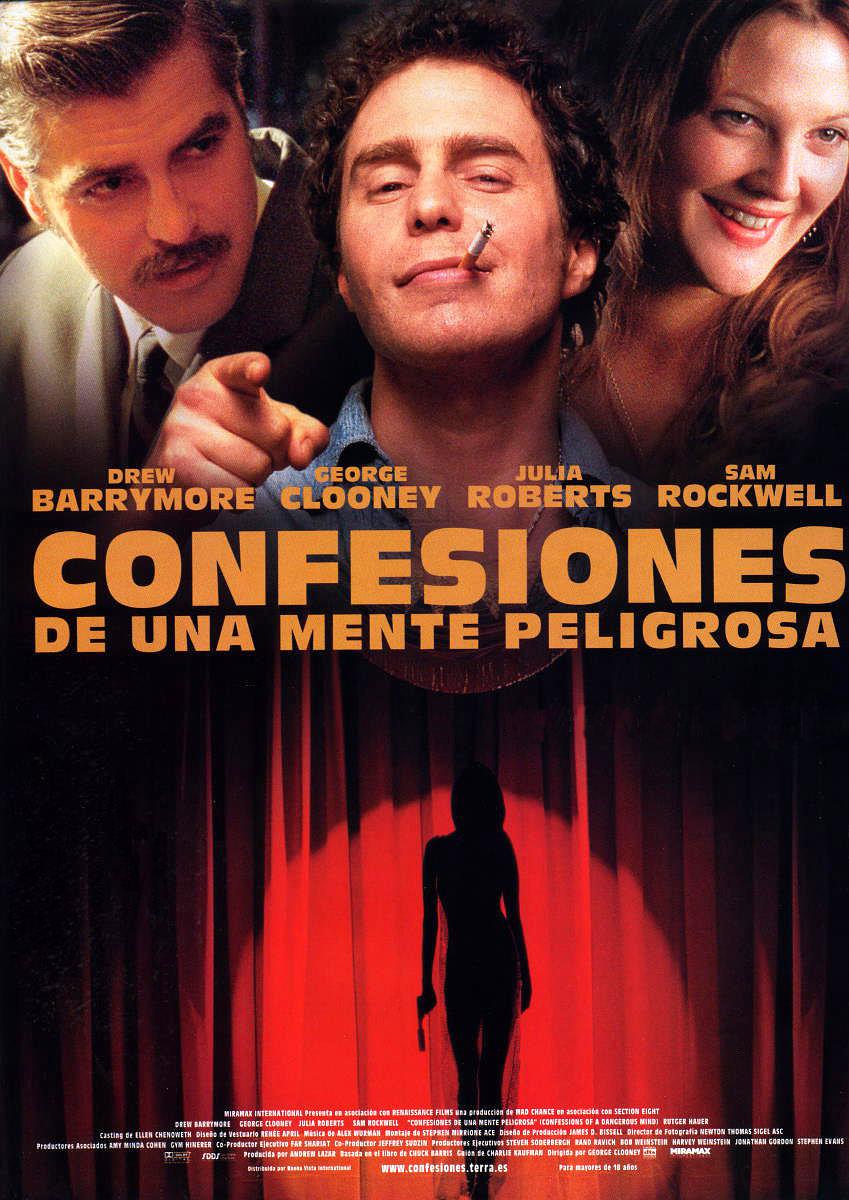 DREW GEORGE JULIA SAM
BARRYMORE CLOONEY ROBERTS ROCKWELL
CONFESIONES
DE UNA MENTE PELIGROSA
MIRAMAX INTERNATIONAL Presenta en asociación con RENAISSANCE FILMS una producción de MAD CHANCE en asociación con SECTION EIGHT
DREW BARRYMORE GEORGE CLOONEY JULIA ROBERTS SAM ROCKWELL "CONFESIONES DE UNA MENTE PELIGROSA" (CONFESSIONS OF A DANGEROUS MIND) RUTGER HAUER
Casting de ELLEN CHENOWETH Diseño de Vestuario RENÉE APRIL Música de ALEX WURMAN Montaje de STEPHEN MIRRIONE ACE Diseño de Producción JAMES D. BISSELL Director de Fotografía NEWTON THOMAS SIGEL ASC
Productores Asociados AMY MINDA COHEN GYM HINERER Co-Productor Ejecutivo FAR SHARIAT Co-Productor JEFFREY SUDZIN Productores Ejecutivos STEVEN SODERBERGH RAND RAVICH BOB WEINSTEIN HARVEY WEINSTEIN JONATHAN GORDON STEPHEN EVANS
Producida por ANDREW LAZAR Basada en el libro de CHUCK BARRIS Guión de CHARLIE KAUFMAN Dirigida por GEORGE CLOONEY dts MIRAMAX
Distribuida por Buena Vista International www.confesiones.terra.es Para mayores de 18 años